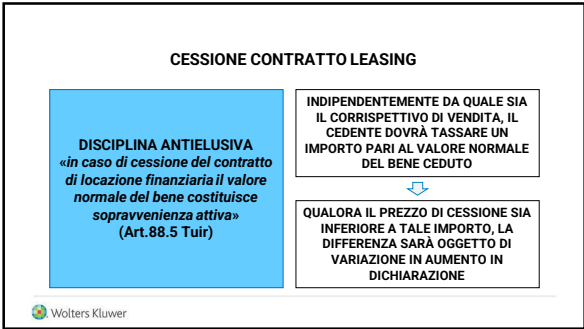 CESSIONE CONTRATTO LEASING
DISCIPLINA ANTIELUSIVA
«in caso di cessione del contratto
di locazione finanziaria il valore
normale del bene costituisce
sopravvenienza attiva»
(Art.88.5 Tuir)
INDIPENDENTEMENTE DA QUALE SIA
IL CORRISPETTIVO DI VENDITA, IL
CEDENTE DOVRÀ TASSARE UN
IMPORTO PARI AL VALORE NORMALE
DEL BENE CEDUTO
QUALORA IL PREZZO DI CESSIONE SIA
INFERIORE A TALE IMPORTO, LA
DIFFERENZA SARÀ OGGETTO DI
VARIAZIONE IN AUMENTO IN
DICHIARAZIONE
Wolters Kluwer